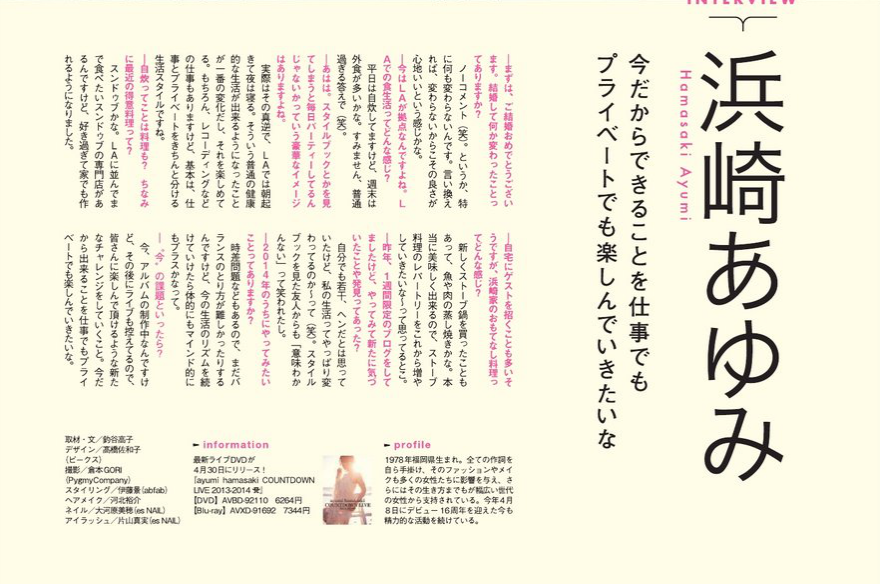 INTERVIEW
浜崎あゆみ
Hamasaki Ayumi
今だからできることを仕事でも
プライベートでも楽しんでいきたいな
―まずは、ご結婚おめでとうござい
ます。結婚して何か変わったことっ
てありますか？
ノーコメント（笑）。というか、特
に何も変わらないんです。言い換え
れば、変わらないからこその良さが
心地いいという感じかな。
―今はＬＡが拠点なんですよね。Ｌ
Ａでの食生活ってどんな感じ？
平日は自炊してますけど、週末は
外食が多いかな。すみません、普通
過ぎる答えで（笑）。
―あはは。スタイルブックとかを見
てしまうと毎日パーティーしてるん
じゃないかっていう豪華なイメージ
はありますよね。
実際はその真逆で、ＬＡでは朝起
きて夜は寝る。そういう普通の健康
的な生活が出来るようになったこと
が一番の変化だし、それを楽しめて
る。もちろん、レコーディングなど
の仕事もありますけど、基本は、仕
事とプライベートをきちんと分ける
生活スタイルですね。
―自炊ってことは料理も？　ちなみ
に最近の得意料理って？
スンドゥブかな。ＬＡに並んでま
で食べたいスンドゥブの専門店があ
るんですけど、好き過ぎて家でも作
れるようになりました。
―自宅にゲストを招くことも多いそ
うですが、浜崎家のおもてなし料理っ
てどんな感じ？
新しくストーブ鍋を買ったことも
あって、魚や肉の蒸し焼きかな。本
当に美味しく出来るので、ストーブ
料理のレパートリーをこれから増や
していきたいな～って思ってるとこ。
―昨年、１週間限定のブログをして
ましたけど、やってみて新たに気づ
いたことや発見ってあった？
自分でも若干、ヘンだとは思って
いたけど、私の生活ってやっぱり変
わってるのか～って（笑）。スタイル
ブックを見た友人からも「意味わか
んない」って笑われたし。
―２０１４年のうちにやってみたい
ことってありますか？
時差問題などもあるので、まだバ
ランスのとり方が難しかったりする
んですけど、今の生活のリズムを続
けていけたら体的にもマインド的に
もプラスかなって。
―“今”の課題といったら？
今、アルバムの制作中なんですけ
ど、その後にライブも控えてるので、
皆さんに楽しんで頂けるような新た
なチャレンジをしていくこと。今だ
から出来ることを仕事でもプライ
ベートでも楽しんでいきたいな。
► profile
1978年福岡県生まれ。全ての作詞を
自ら手掛け、そのファッションやメイ
クも多くの女性たちに影響を与え、さ
らにはその生き方までもが幅広い世代
の女性から支持されている。今年4月
8日にデビュー16周年を迎えた今も
精力的な活動を続けている。
► information
最新ライブDVDが
4月30日にリリース！
『ayumi hamasaki COUNTDOWN
LIVE 2013-2014 A』
【DVD】AVBD-92110　6264円
【Blu-ray】AVXD-91692　7344円
取材・文／釣谷高子
デザイン／高橋佐和子
（ピークス）
撮影／倉本GORI
（PygmyCompany）
スタイリング／伊藤景（abfab）
ヘアメイク／河北裕介
ネイル／大河原美穂（es NAIL）
アイラッシュ／片山真実（es NAIL）